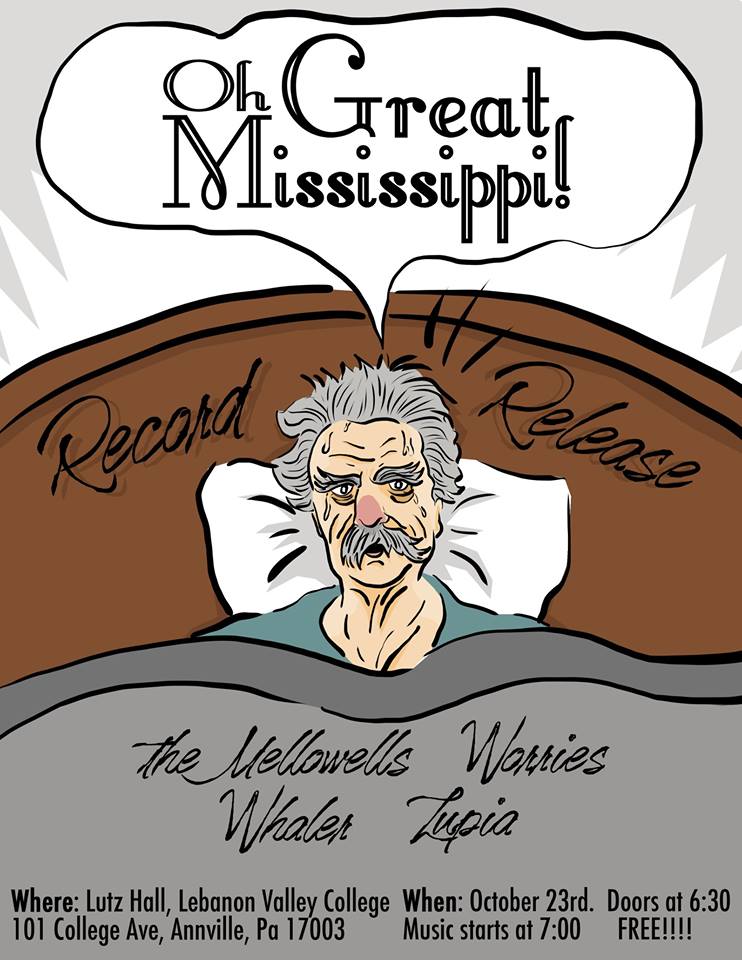 Oh Great
Mississippi!
Record Release
the Mellowells Worries
Whaler Zupia
Where: Lutz Hall, Lebanon Valley College When: October 23rd. Doors at 6:30
101 College Ave, Annville, Pa 17003 Music starts at 7:00 FREE!!!!